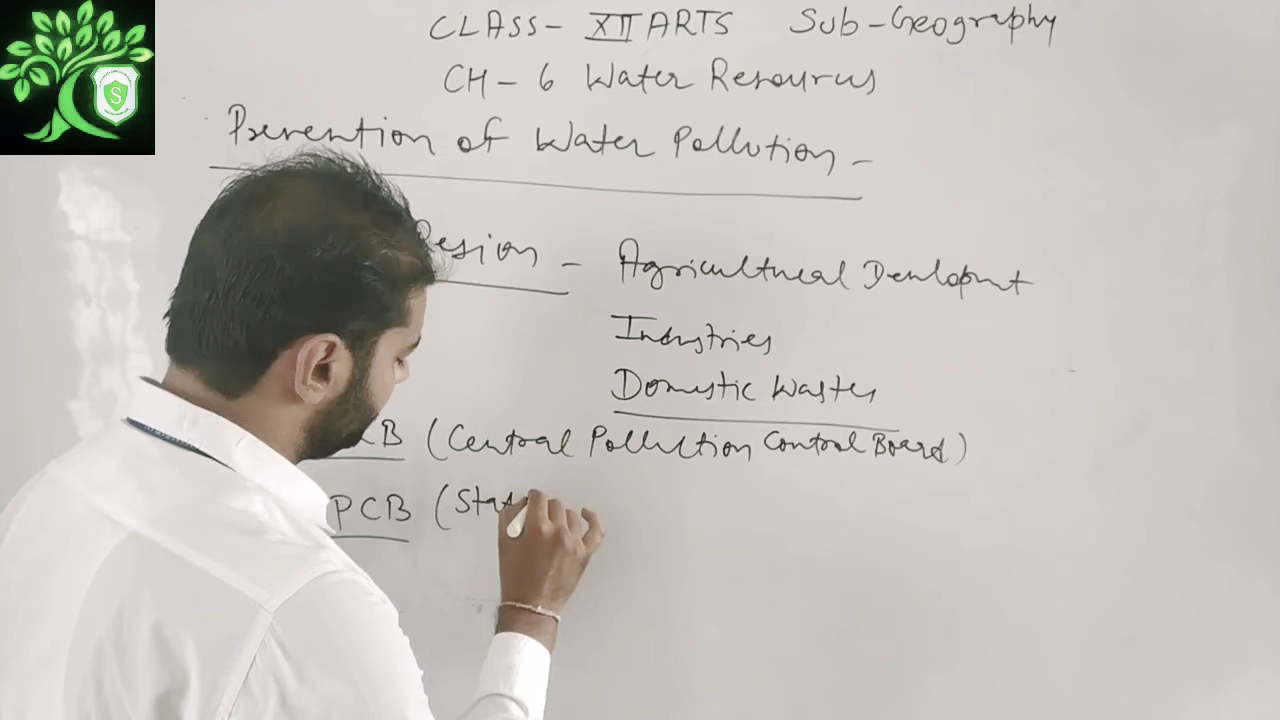 CLASS- XII ARTS Sub-Geography
CH-6 Water Resources
Prevention of Water Pollution -
- Agricultural
Industries
Domestic Wastes
(Central Pollution Control Board)
PCB (Stat
S